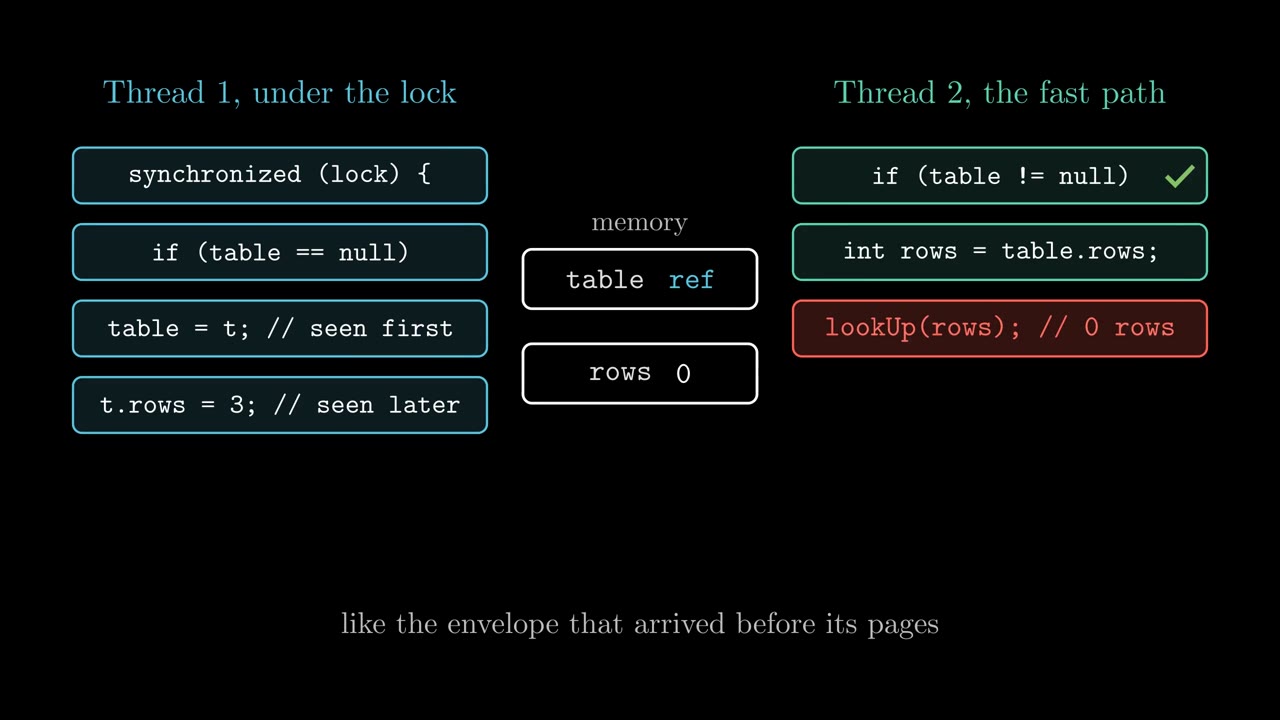 Thread 1, under the lock
synchronized (lock) {
if (table == null)
table = t; // seen first
t.rows = 3; // seen later
memory
table ref
rows 0
Thread 2, the fast path
if (table != null)
int rows = table.rows;
lookUp(rows); // 0 rows
like the envelope that arrived before its pages